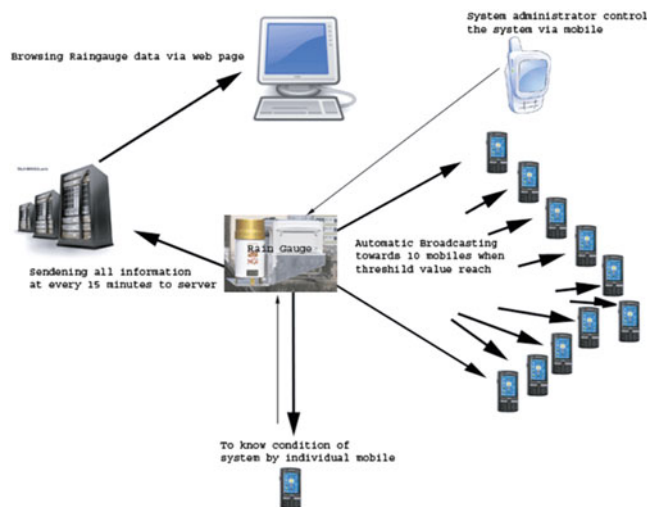 System administrator control
the system via mobile
Browsing Raingauge data via web page
Rain Gauge
Automatic Broadcasting
towards 10 mobiles when
threshold value reach
Sendening all information
at every 15 minutes to server
To know condition of
system by individual mobile